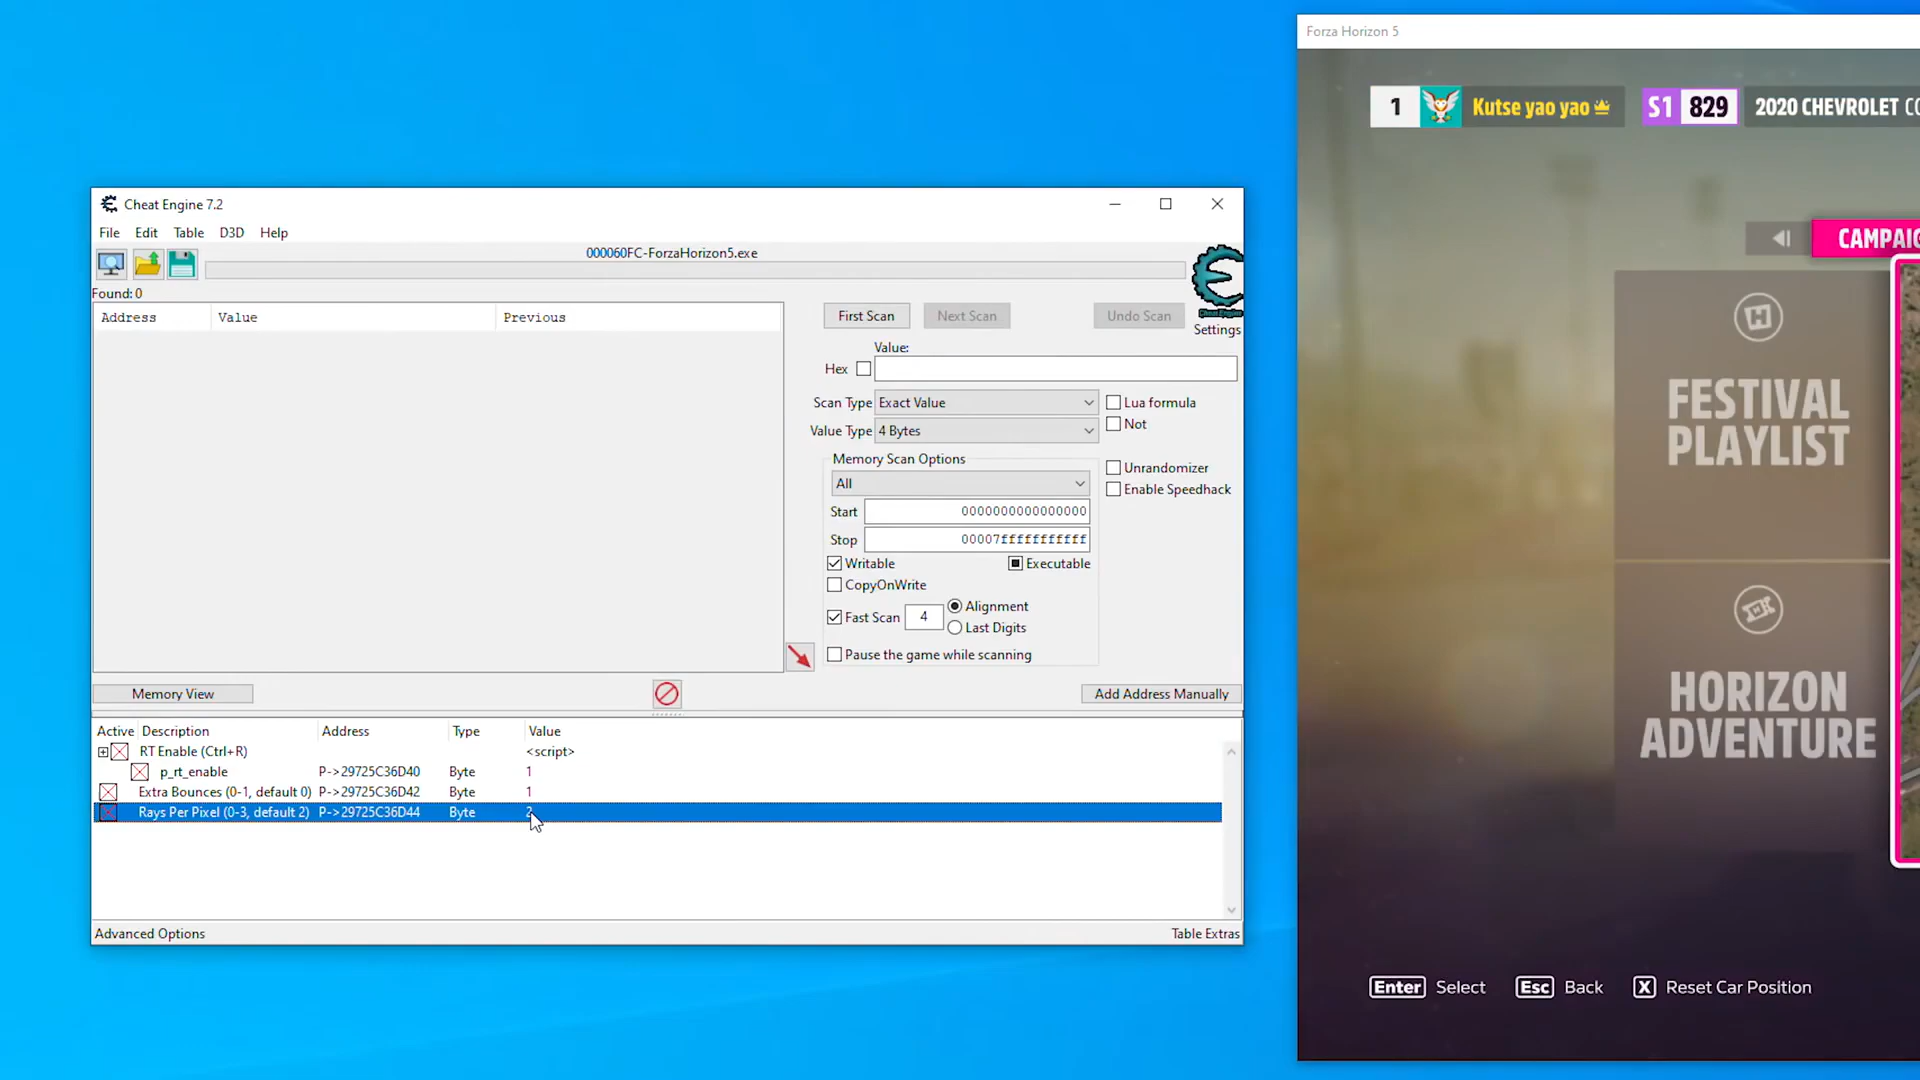 Forza Horizon 5
1 Kutse yao yao S1 829 2020 CHEVROLET CO
CAMPAIG
FESTIVAL
PLAYLIST
HORIZON
ADVENTURE
Enter Select Esc Back X Reset Car Position
Cheat Engine 7.2
File Edit Table D3D Help
000060FC-ForzaHorizon5.exe
Found: 0
Address Value Previous
First Scan Next Scan Undo Scan
Cheat Engine
Settings
Value:
Hex
Scan Type Exact Value
Lua formula
Value Type 4 Bytes
Not
Memory Scan Options
All
Unrandomizer
Enable Speedhack
Start 0000000000000000
Stop 00007fffffffffff
Writable Executable
CopyOnWrite
Fast Scan 4 Alignment
Last Digits
Pause the game while scanning
Memory View Add Address Manually
Active Description Address Type Value
RT Enable (Ctrl+R) <script>
p_rt_enable P->29725C36D40 Byte 1
Extra Bounces (0-1, default 0) P->29725C36D42 Byte 1
Rays Per Pixel (0-3, default 2) P->29725C36D44 Byte 2
Advanced Options Table Extras